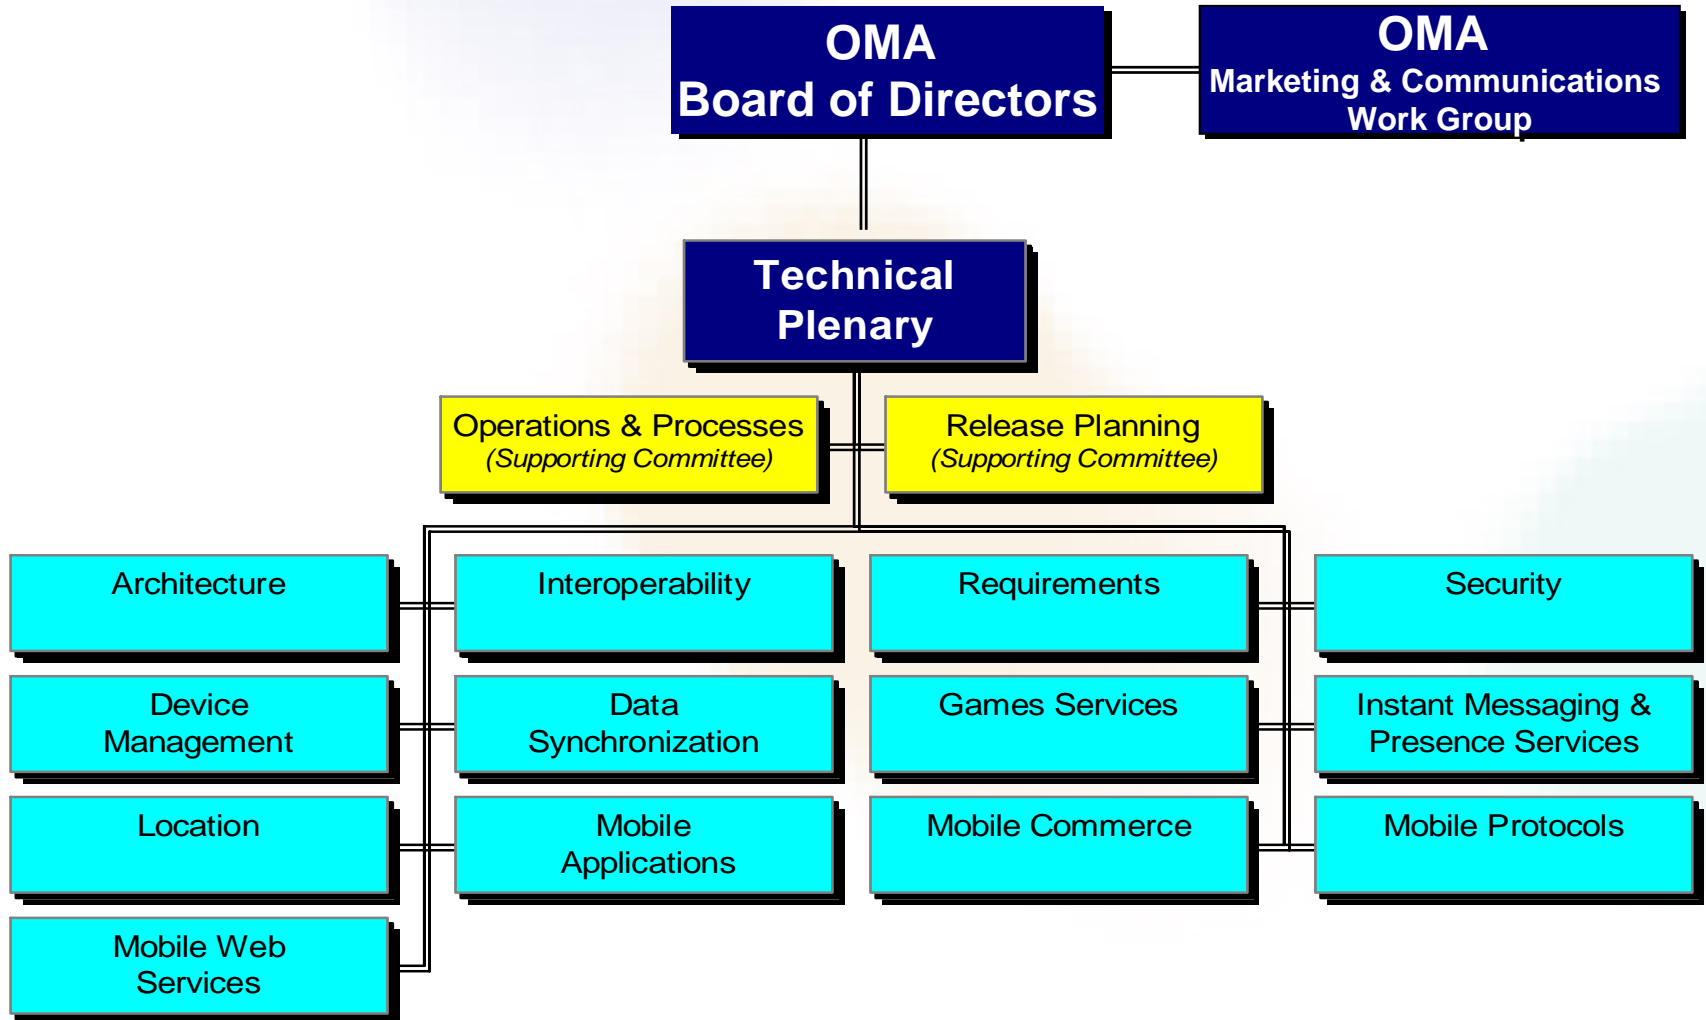 OMA
Board of Directors
OMA
Marketing & Communications
Work Group
Technical
Plenary
Operations & Processes
(Supporting Committee)
Release Planning
(Supporting Committee)
Architecture
Interoperability
Requirements
Security
Device
Management
Data
Synchronization
Games Services
Instant Messaging &
Presence Services
Location
Mobile
Applications
Mobile Commerce
Mobile Protocols
Mobile Web
Services